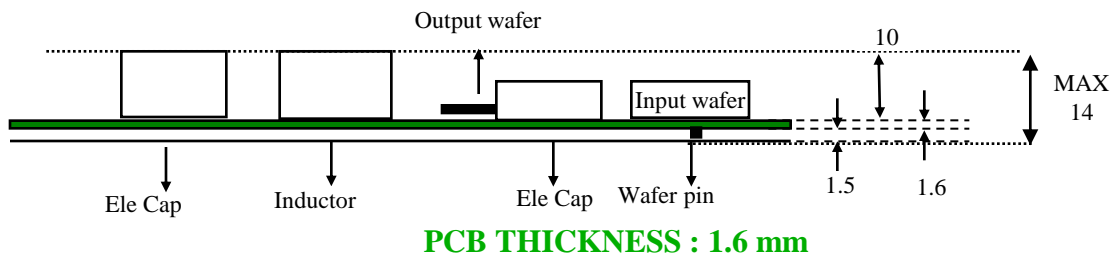 Output wafer
10
MAX
14
Input wafer
1.5
1.6
Ele Cap
Inductor
Ele Cap
Wafer pin
PCB THICKNESS : 1.6 mm